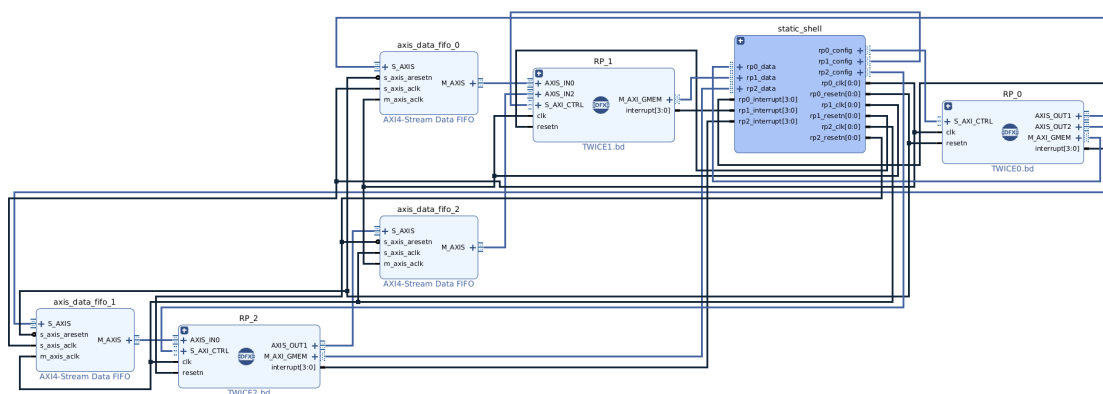 static_shell
rp0_data
rp1_data
rp2_data
rp0_interrupt[3:0]
rp1_interrupt[3:0]
rp2_interrupt[3:0]
rp0_config
rp1_config
rp2_config
rp0_clk[0:0]
rp0_resetn[0:0]
rp1_clk[0:0]
rp1_resetn[0:0]
rp2_clk[0:0]
rp2_resetn[0:0]
axis_data_fifo_0
S_AXIS
s_axis_aresetn
s_axis_aclk
m_axis_aclk
M_AXIS
AXI4-Stream Data FIFO
RP_1
AXIS_IN0
AXIS_IN2
S_AXI_CTRL
clk
resetn
DFX
M_AXI_GMEM
interrupt[3:0]
TWICE1.bd
RP_0
S_AXI_CTRL
clk
resetn
DFX
AXIS_OUT1
AXIS_OUT2
M_AXI_GMEM
interrupt[3:0]
TWICE0.bd
axis_data_fifo_2
S_AXIS
s_axis_aresetn
s_axis_aclk
m_axis_aclk
M_AXIS
AXI4-Stream Data FIFO
axis_data_fifo_1
S_AXIS
s_axis_aresetn
s_axis_aclk
m_axis_aclk
M_AXIS
AXI4-Stream Data FIFO
RP_2
AXIS_IN0
S_AXI_CTRL
clk
resetn
DFX
AXIS_OUT1
M_AXI_GMEM
interrupt[3:0]
TWICE2.bd